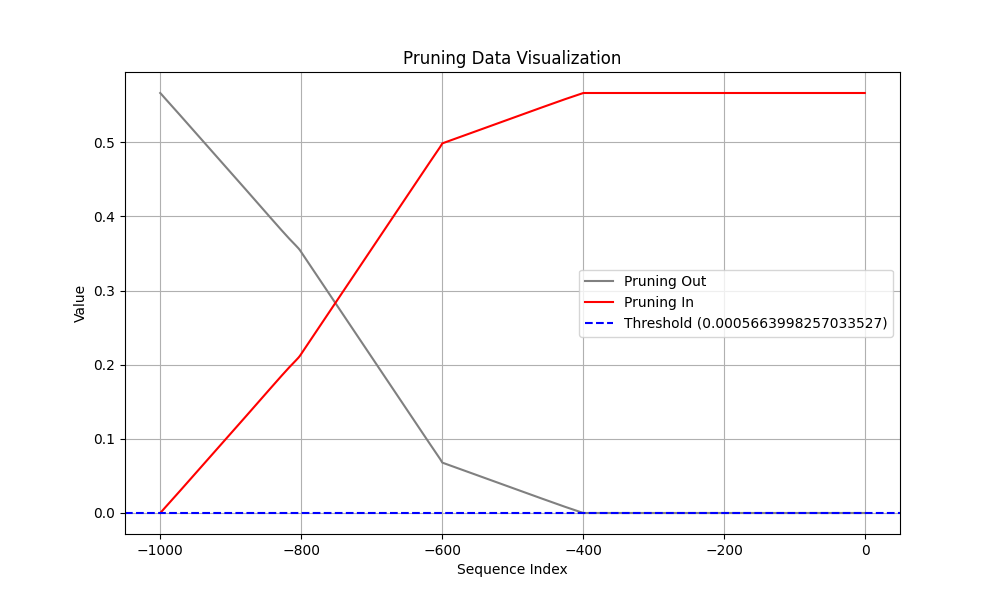 Pruning Data Visualization
Value
0.5
0.4
0.3
0.2
0.1
0.0
Pruning Out
Pruning In
Threshold (0.0005663998257033527)
−1000
−800
−600
−400
−200
0
Sequence Index